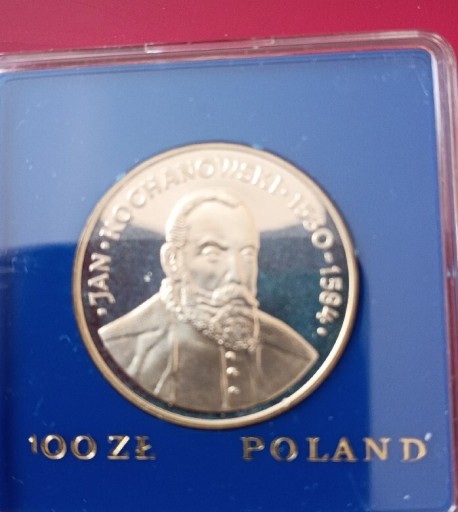 ·JAN·KOCHANOWSKI·1530-1584·
100 ZŁ POLAND